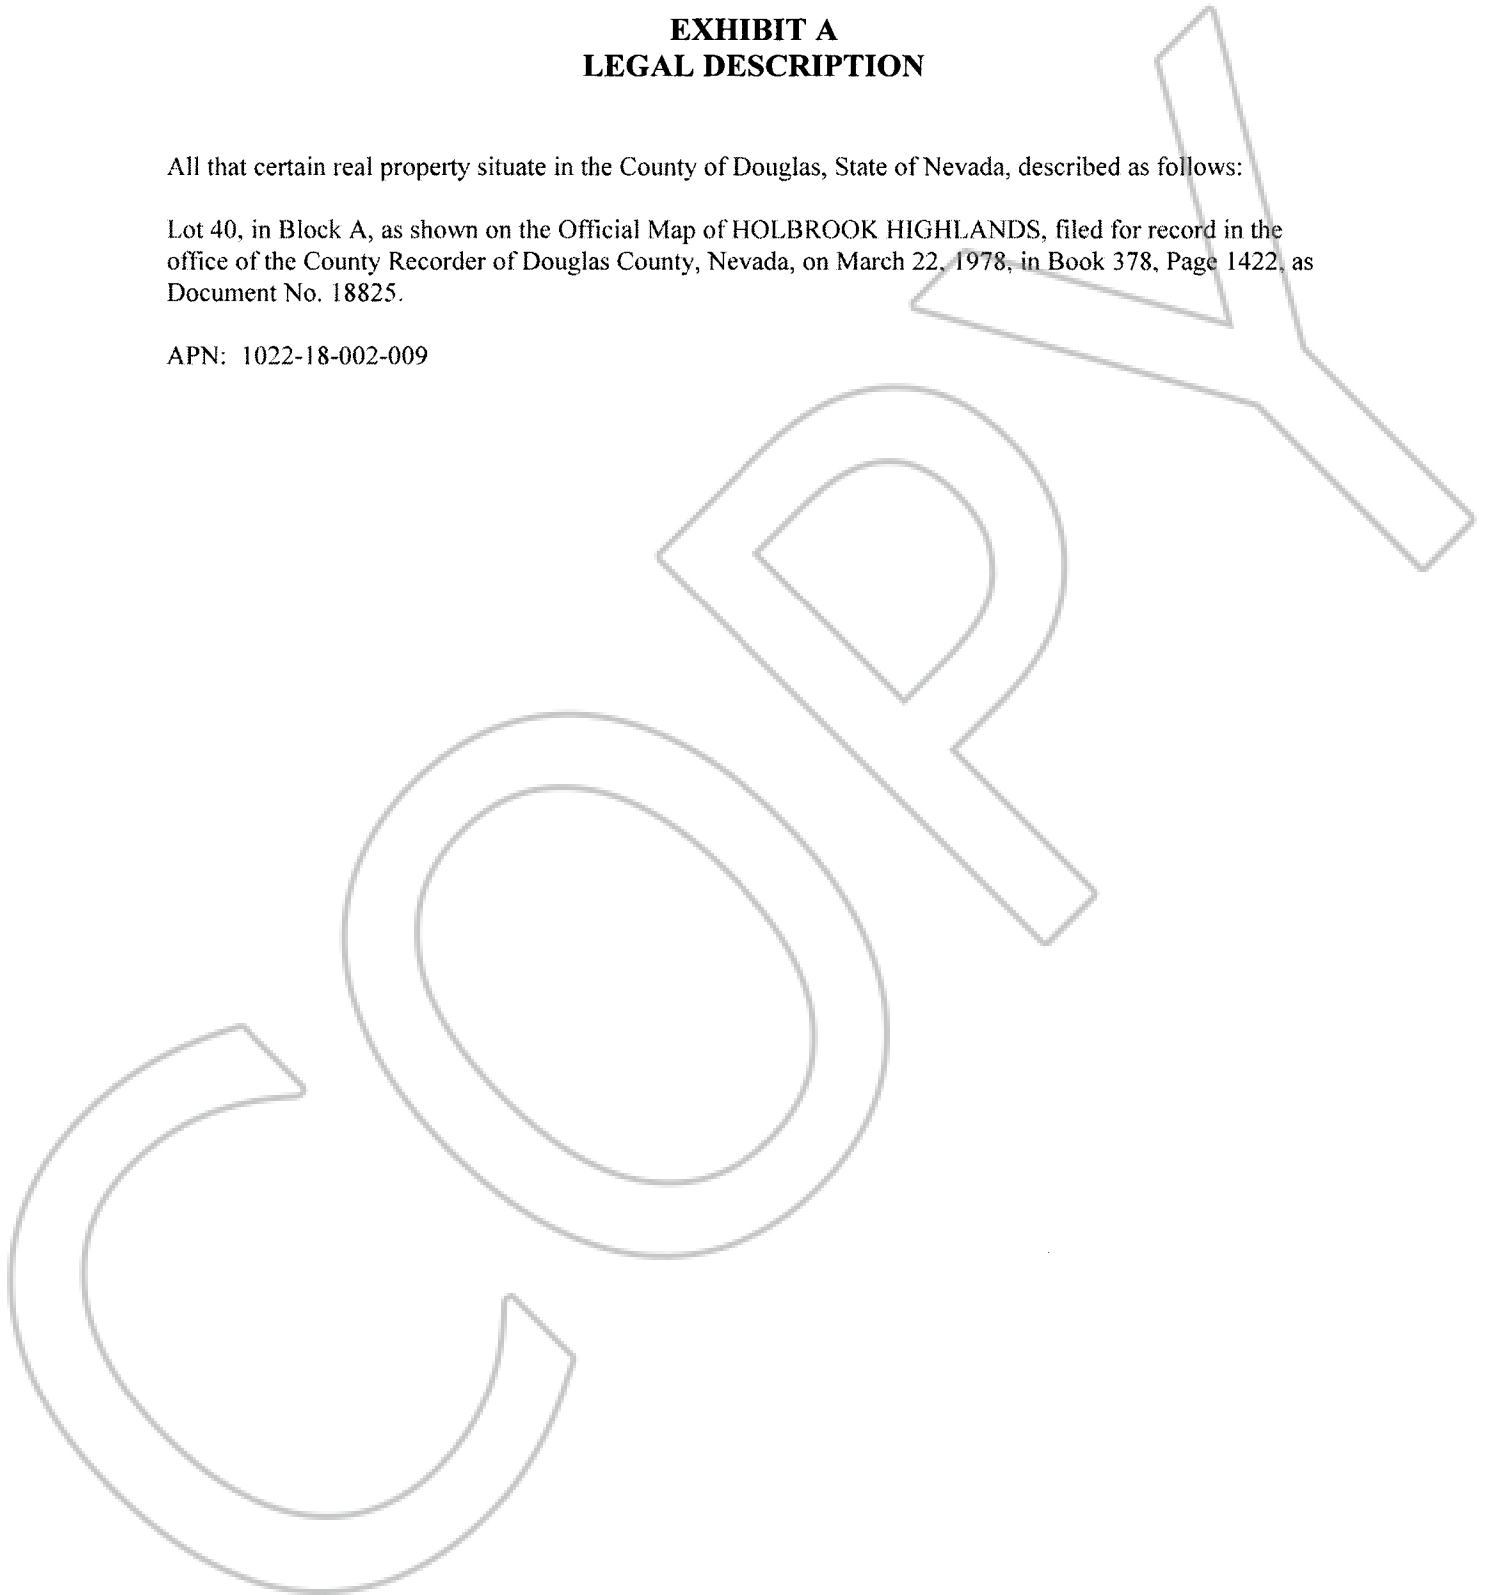 EXHIBIT A
LEGAL DESCRIPTION
All that certain real property situate in the County of Douglas, State of Nevada, described as follows:
Lot 40, in Block A, as shown on the Official Map of HOLBROOK HIGHLANDS, filed for record in the
office of the County Recorder of Douglas County, Nevada, on March 22, 1978, in Book 378, Page 1422, as
Document No. 18825.
APN: 1022-18-002-009
COPY